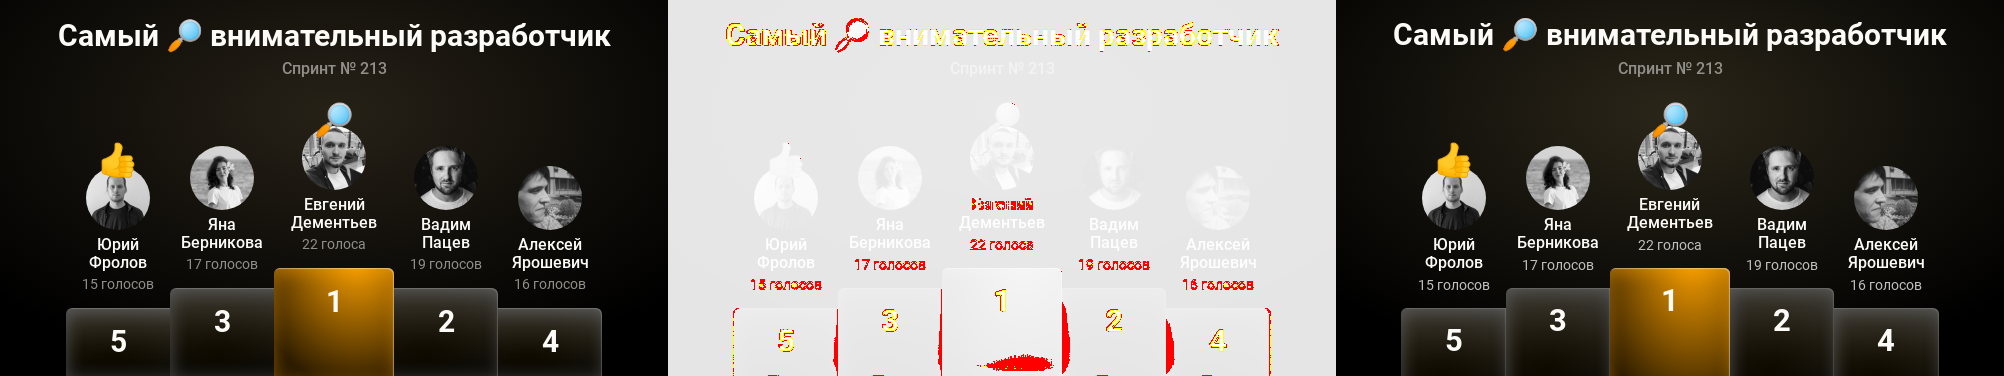 Самый внимательный разработчик
Спринт № 213
Евгений
Дементьев
22 голоса
Яна
Берникова
17 голосов
Вадим
Пацев
19 голосов
Юрий
Фролов
15 голосов
Алексей
Ярошевич
16 голосов
5
3
1
2
4
Самый внимательный разработчик
Спринт № 213
Евгений
Дементьев
22 голоса
Яна
Берникова
17 голосов
Вадим
Пацев
19 голосов
Юрий
Фролов
15 голосов
Алексей
Ярошевич
16 голосов
5
3
1
2
4
Самый внимательный разработчик
Спринт № 213
Евгений
Дементьев
22 голоса
Яна
Берникова
17 голосов
Вадим
Пацев
19 голосов
Юрий
Фролов
15 голосов
Алексей
Ярошевич
16 голосов
5
3
1
2
4